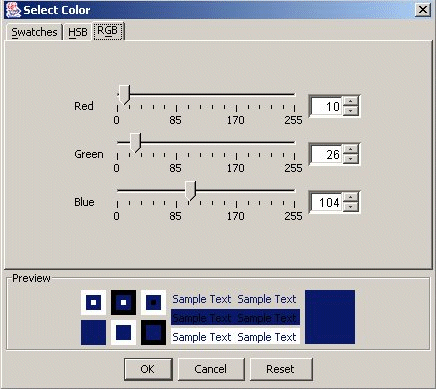 Select Color
Swatches HSB RGB
Red 10
0 85 170 255
Green 26
0 85 170 255
Blue 104
0 85 170 255
Preview
Sample Text Sample Text
Sample Text Sample Text
Sample Text Sample Text
OK Cancel Reset